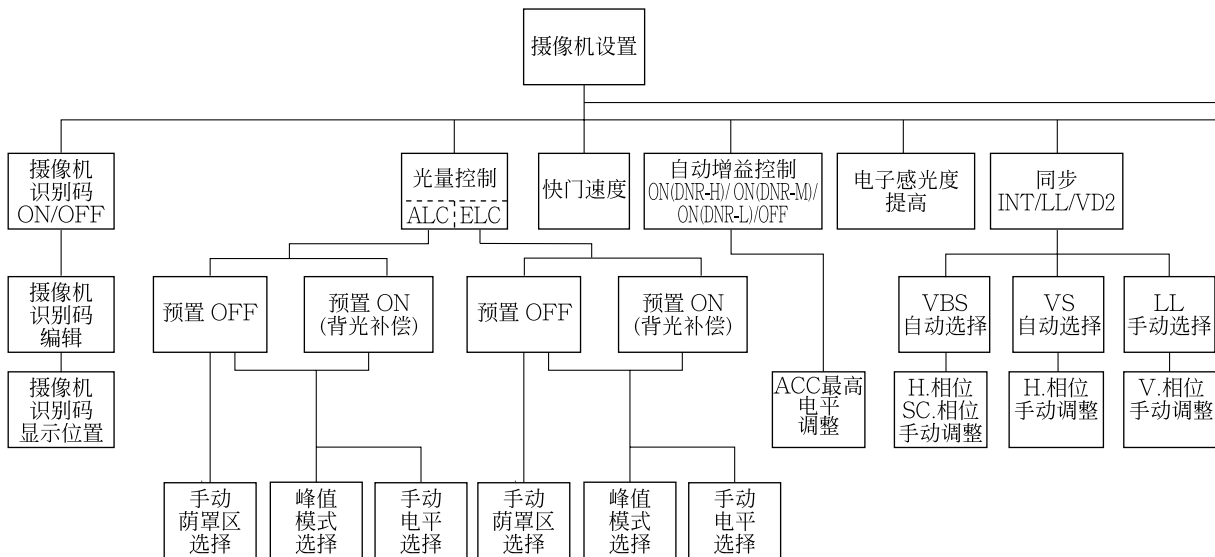 摄像机设置
摄像机
识别码
ON/OFF
光量控制
ALC ELC
快门速度
自动增益控制
ON(DNR-H)/ ON(DNR-M)/
ON(DNR-L)/OFF
电子感光度
提高
同步
INT/LL/VD2
摄像机
识别码
编辑
预置 OFF
预置 ON
(背光补偿)
预置 OFF
预置 ON
(背光补偿)
VBS
自动选择
VS
自动选择
LL
手动选择
摄像机
识别码
显示位置
ACC最高
电平
调整
H.相位
SC.相位
手动调整
H.相位
手动调整
V.相位
手动调整
手动
荫罩区
选择
峰值
模式
选择
手动
电平
选择
手动
荫罩区
选择
峰值
模式
选择
手动
电平
选择